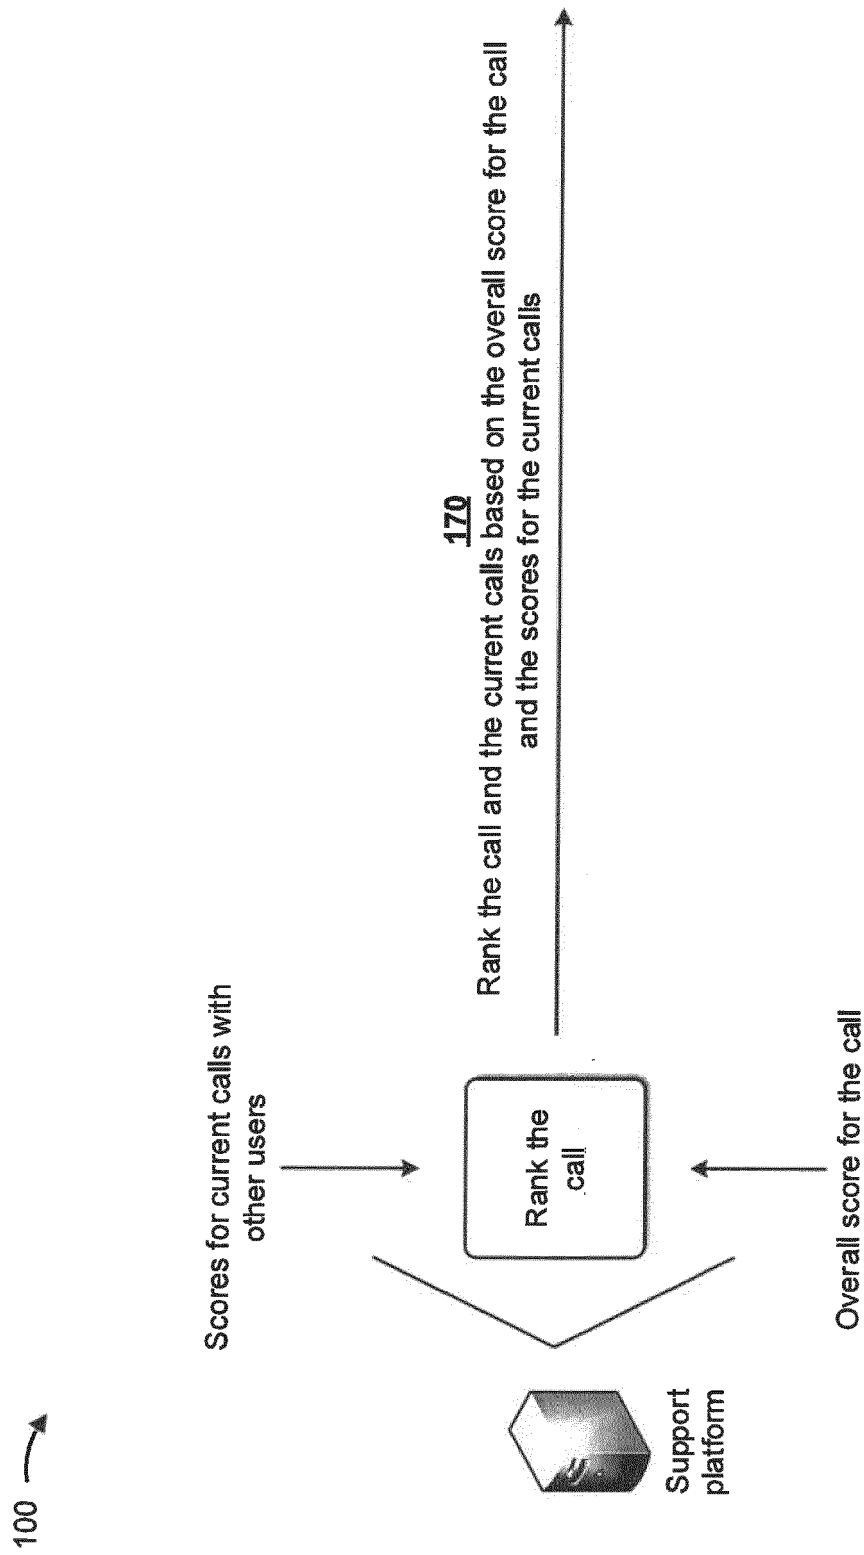 100
Scores for current calls with
other users
Rank the
call
170
Rank the call and the current calls based on the overall score for the call
and the scores for the current calls
Support
platform
Overall score for the call